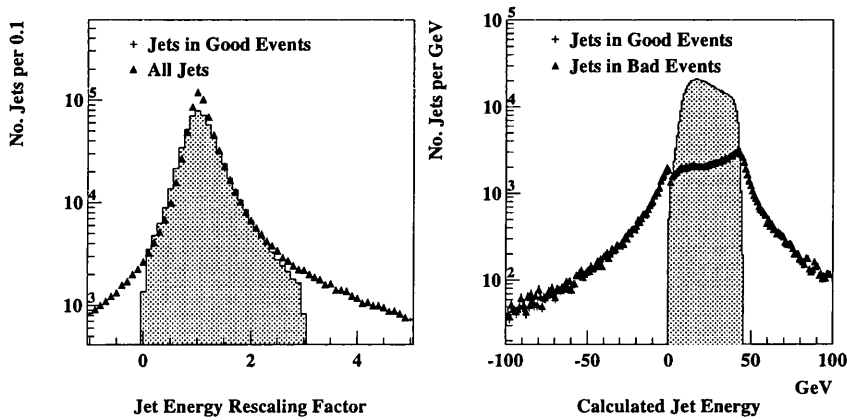 No. Jets per 0.1
+ Jets in Good Events
▲ All Jets
10^5
10^4
10^3
0 2 4
Jet Energy Rescaling Factor
No. Jets per GeV
+ Jets in Good Events
▲ Jets in Bad Events
10^5
10^4
10^3
10^2
-100 -50 0 50 100
GeV
Calculated Jet Energy